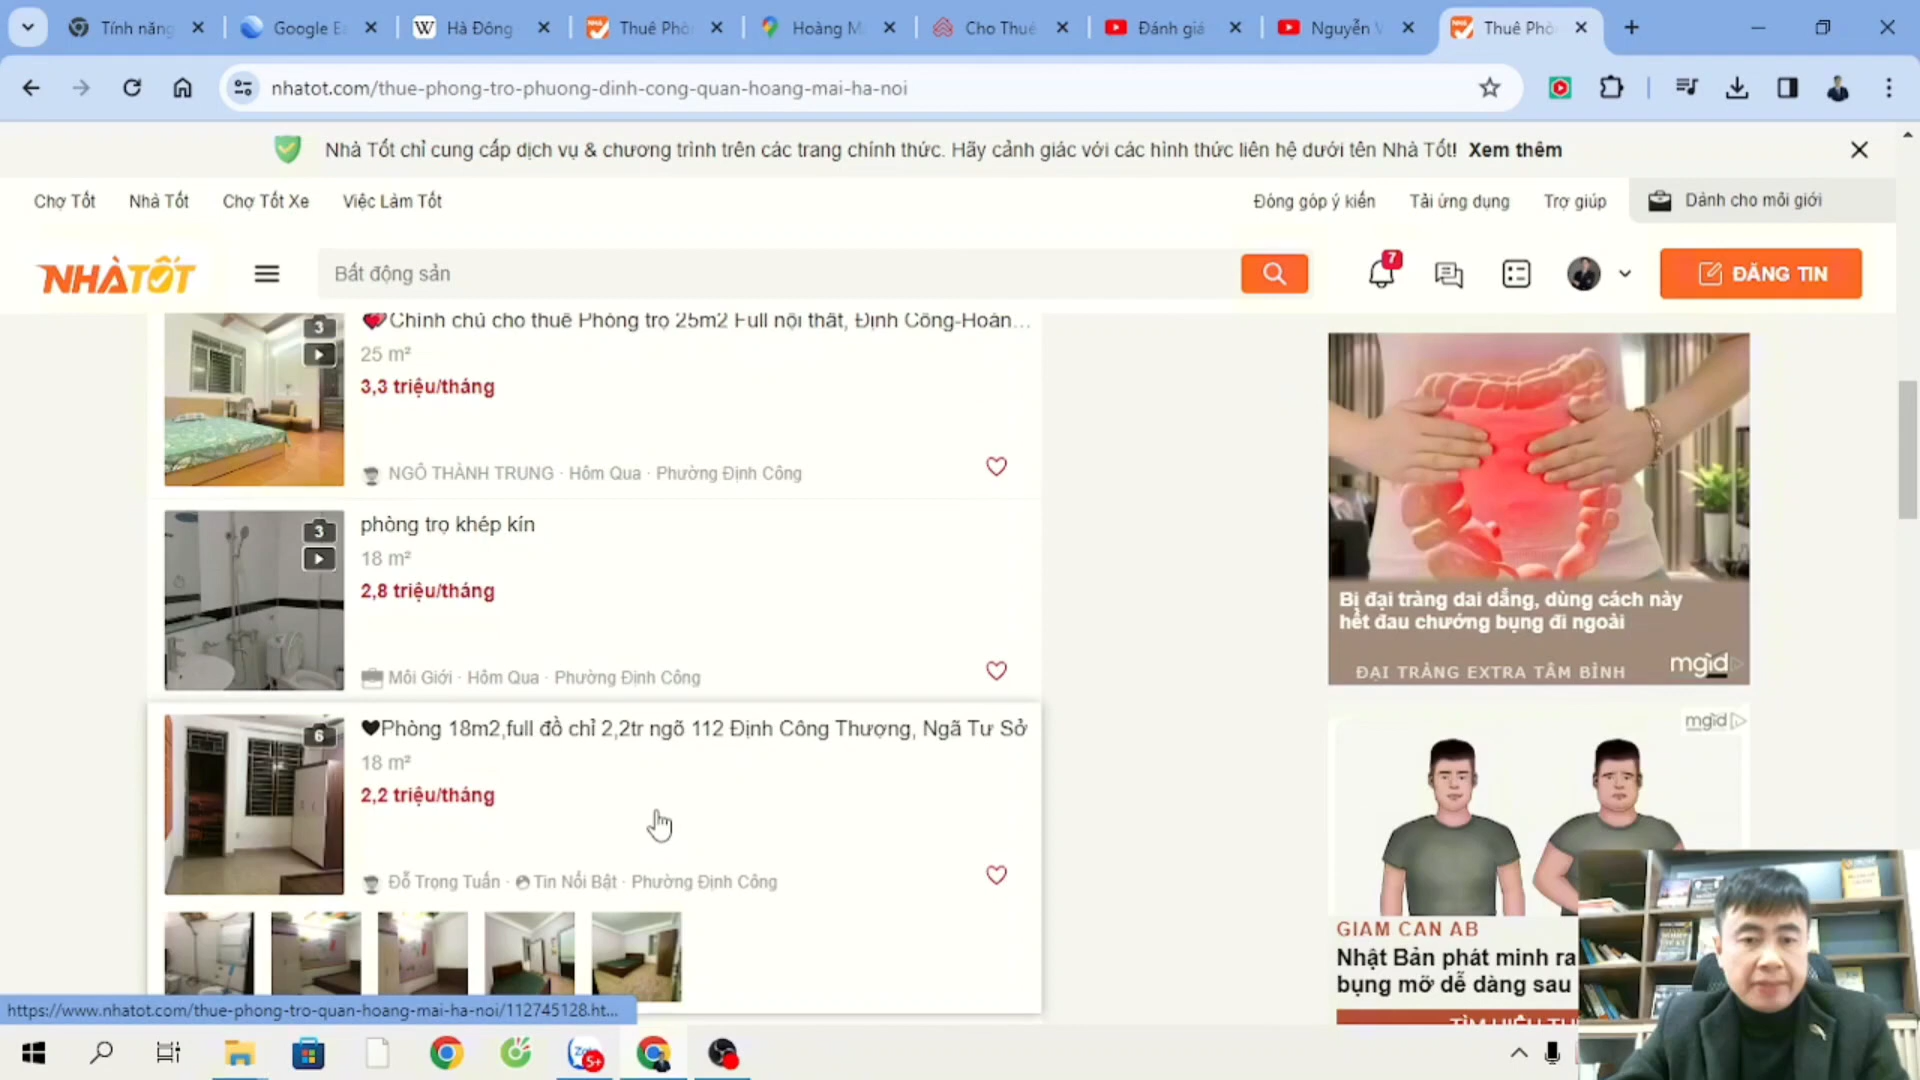 Tính năng
Google Ea
Hà Đông
Thuê Phò
Hoàng M
Cho Thuê
Đánh giá
Nguyễn V
Thuê Phò
nhatot.com/thue-phong-tro-phuong-dinh-cong-quan-hoang-mai-ha-noi
Nhà Tốt chỉ cung cấp dịch vụ & chương trình trên các trang chính thức. Hãy cảnh giác với các hình thức liên hệ dưới tên Nhà Tốt! Xem thêm
Chợ Tốt Nhà Tốt Chợ Tốt Xe Việc Làm Tốt Đóng góp ý kiến Tải ứng dụng Trợ giúp Dành cho môi giới
NHÀTỐT Bất động sản 7 ĐĂNG TIN
Chính chủ cho thuê Phòng trọ 25m2 Full nội thất, Định Công-Hoàn...
3
25 m²
3,3 triệu/tháng
NGÔ THÀNH TRUNG · Hôm Qua · Phường Định Công
phòng trọ khép kín
3
18 m²
2,8 triệu/tháng
Môi Giới · Hôm Qua · Phường Định Công
🖤Phòng 18m2,full đồ chỉ 2,2tr ngõ 112 Định Công Thượng, Ngã Tư Sở
6
18 m²
2,2 triệu/tháng
Đỗ Trọng Tuấn · Tin Nổi Bật · Phường Định Công
Bị đại tràng dai dẳng, dùng cách này
hết đau chướng bụng đi ngoài
ĐẠI TRÀNG EXTRA TÂM BÌNH
mgid
mgid
GIAM CAN AB
Nhật Bản phát minh ra
bụng mỡ dễ dàng sau
https://www.nhatot.com/thue-phong-tro-quan-hoang-mai-ha-noi/112745128.ht...
Zalo
5+